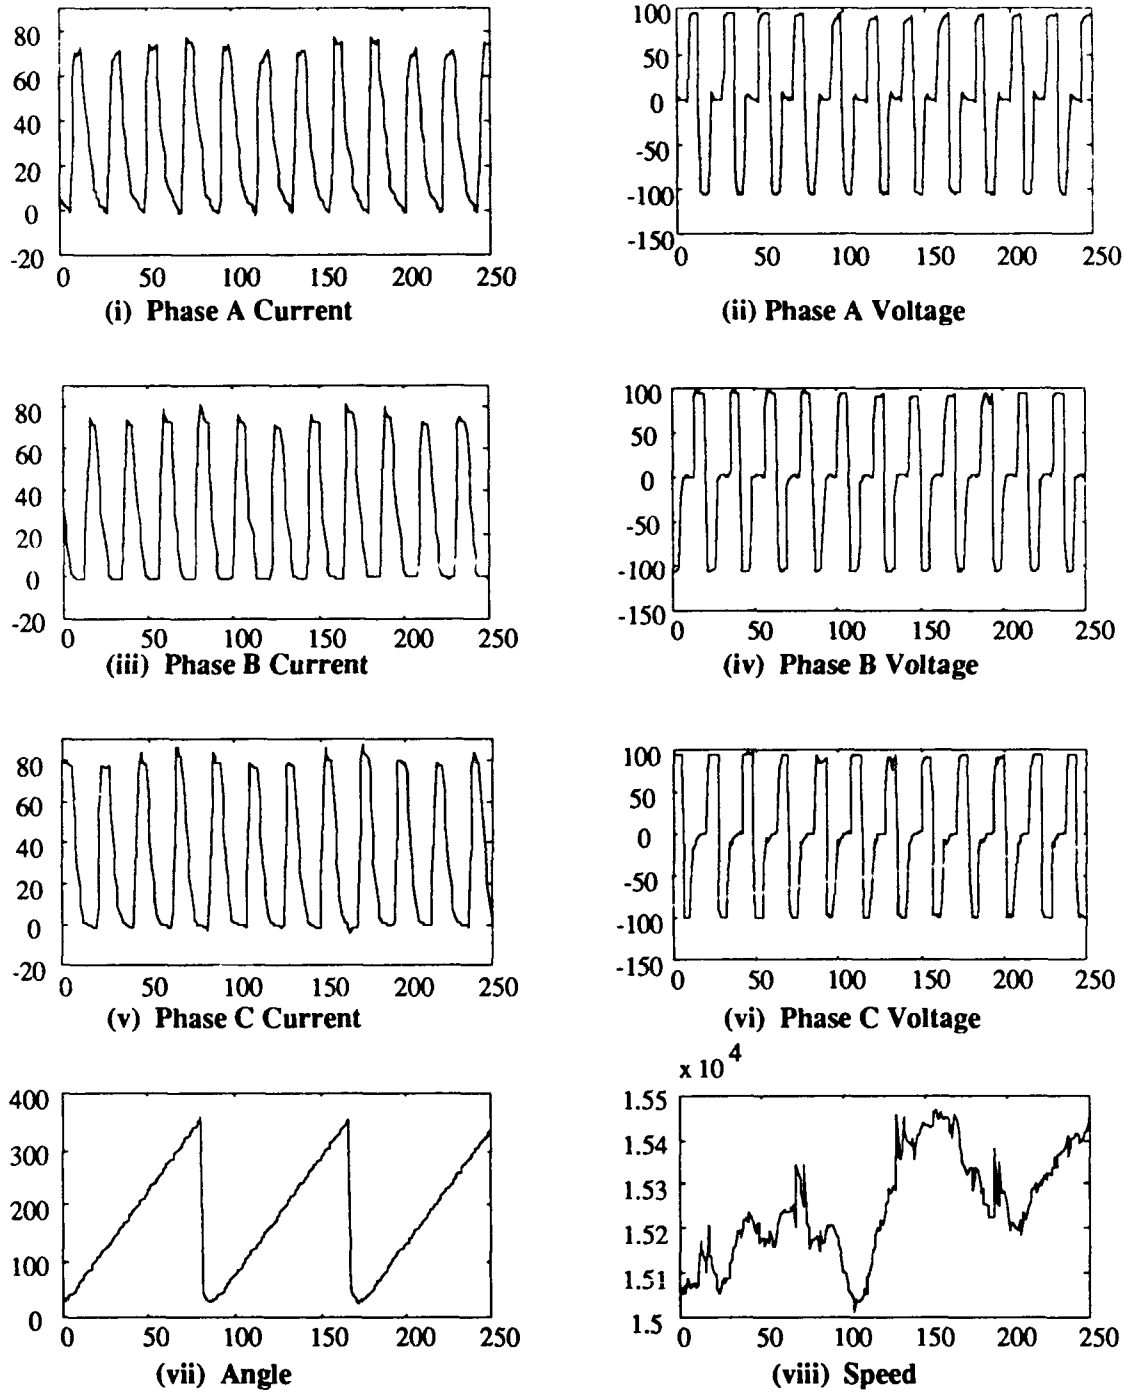 80
60
40
20
0
-20
0 50 100 150 200 250
(i) Phase A Current
100
50
0
-50
-100
-150
0 50 100 150 200 250
(ii) Phase A Voltage
80
60
40
20
0
-20
0 50 100 150 200 250
(iii) Phase B Current
100
50
0
-50
-100
-150
0 50 100 150 200 250
(iv) Phase B Voltage
80
60
40
20
0
-20
0 50 100 150 200 250
(v) Phase C Current
100
50
0
-50
-100
-150
0 50 100 150 200 250
(vi) Phase C Voltage
400
300
200
100
0
0 50 100 150 200 250
(vii) Angle
x 10 4
1.55
1.54
1.53
1.52
1.51
1.5
0 50 100 150 200 250
(viii) Speed